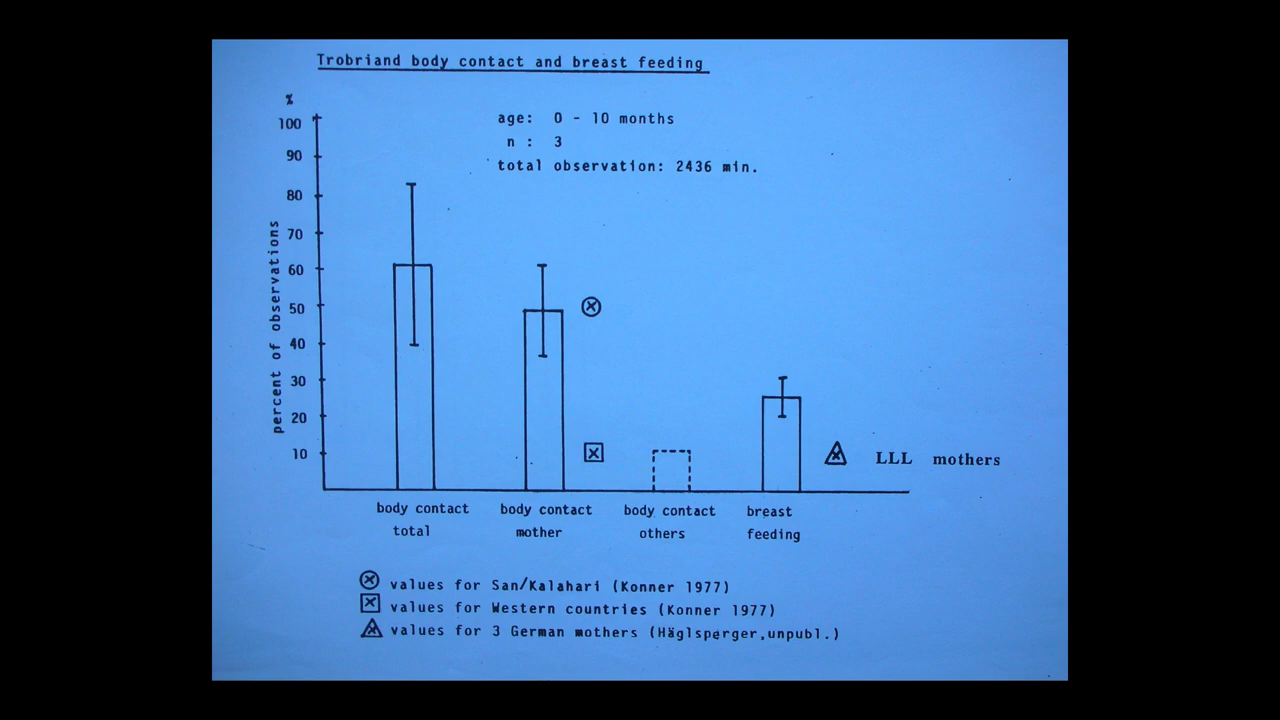 Trobriand body contact and breast feeding
%
100
90
80
70
60
50
40
30
20
10
percent of observations
age: 0 - 10 months
n : 3
total observation: 2436 min.
LLL mothers
body contact total
body contact mother
body contact others
breast feeding
values for San/Kalahari (Konner 1977)
values for Western countries (Konner 1977)
values for 3 German mothers (Häglsperger,unpubl.)